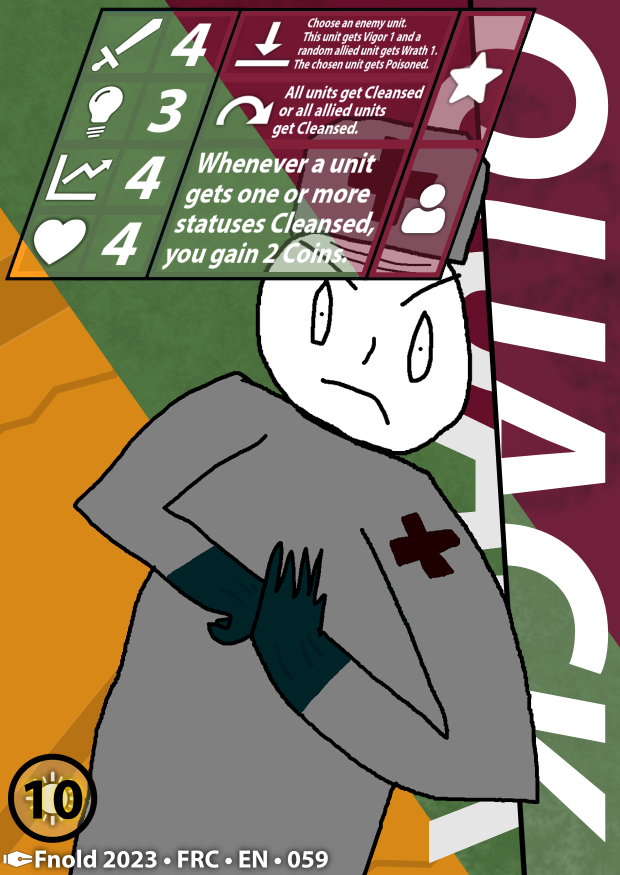 4
Choose an enemy unit.
This unit gets Vigor 1 and a
random allied unit gets Wrath 1.
The chosen unit gets Poisoned.
3
All units get Cleansed
or all allied units
get Cleansed.
4
4
Whenever a unit
gets one or more
statuses Cleansed,
you gain 2 Coins.
QUACK
10
Fnold 2023 • FRC • EN • 059